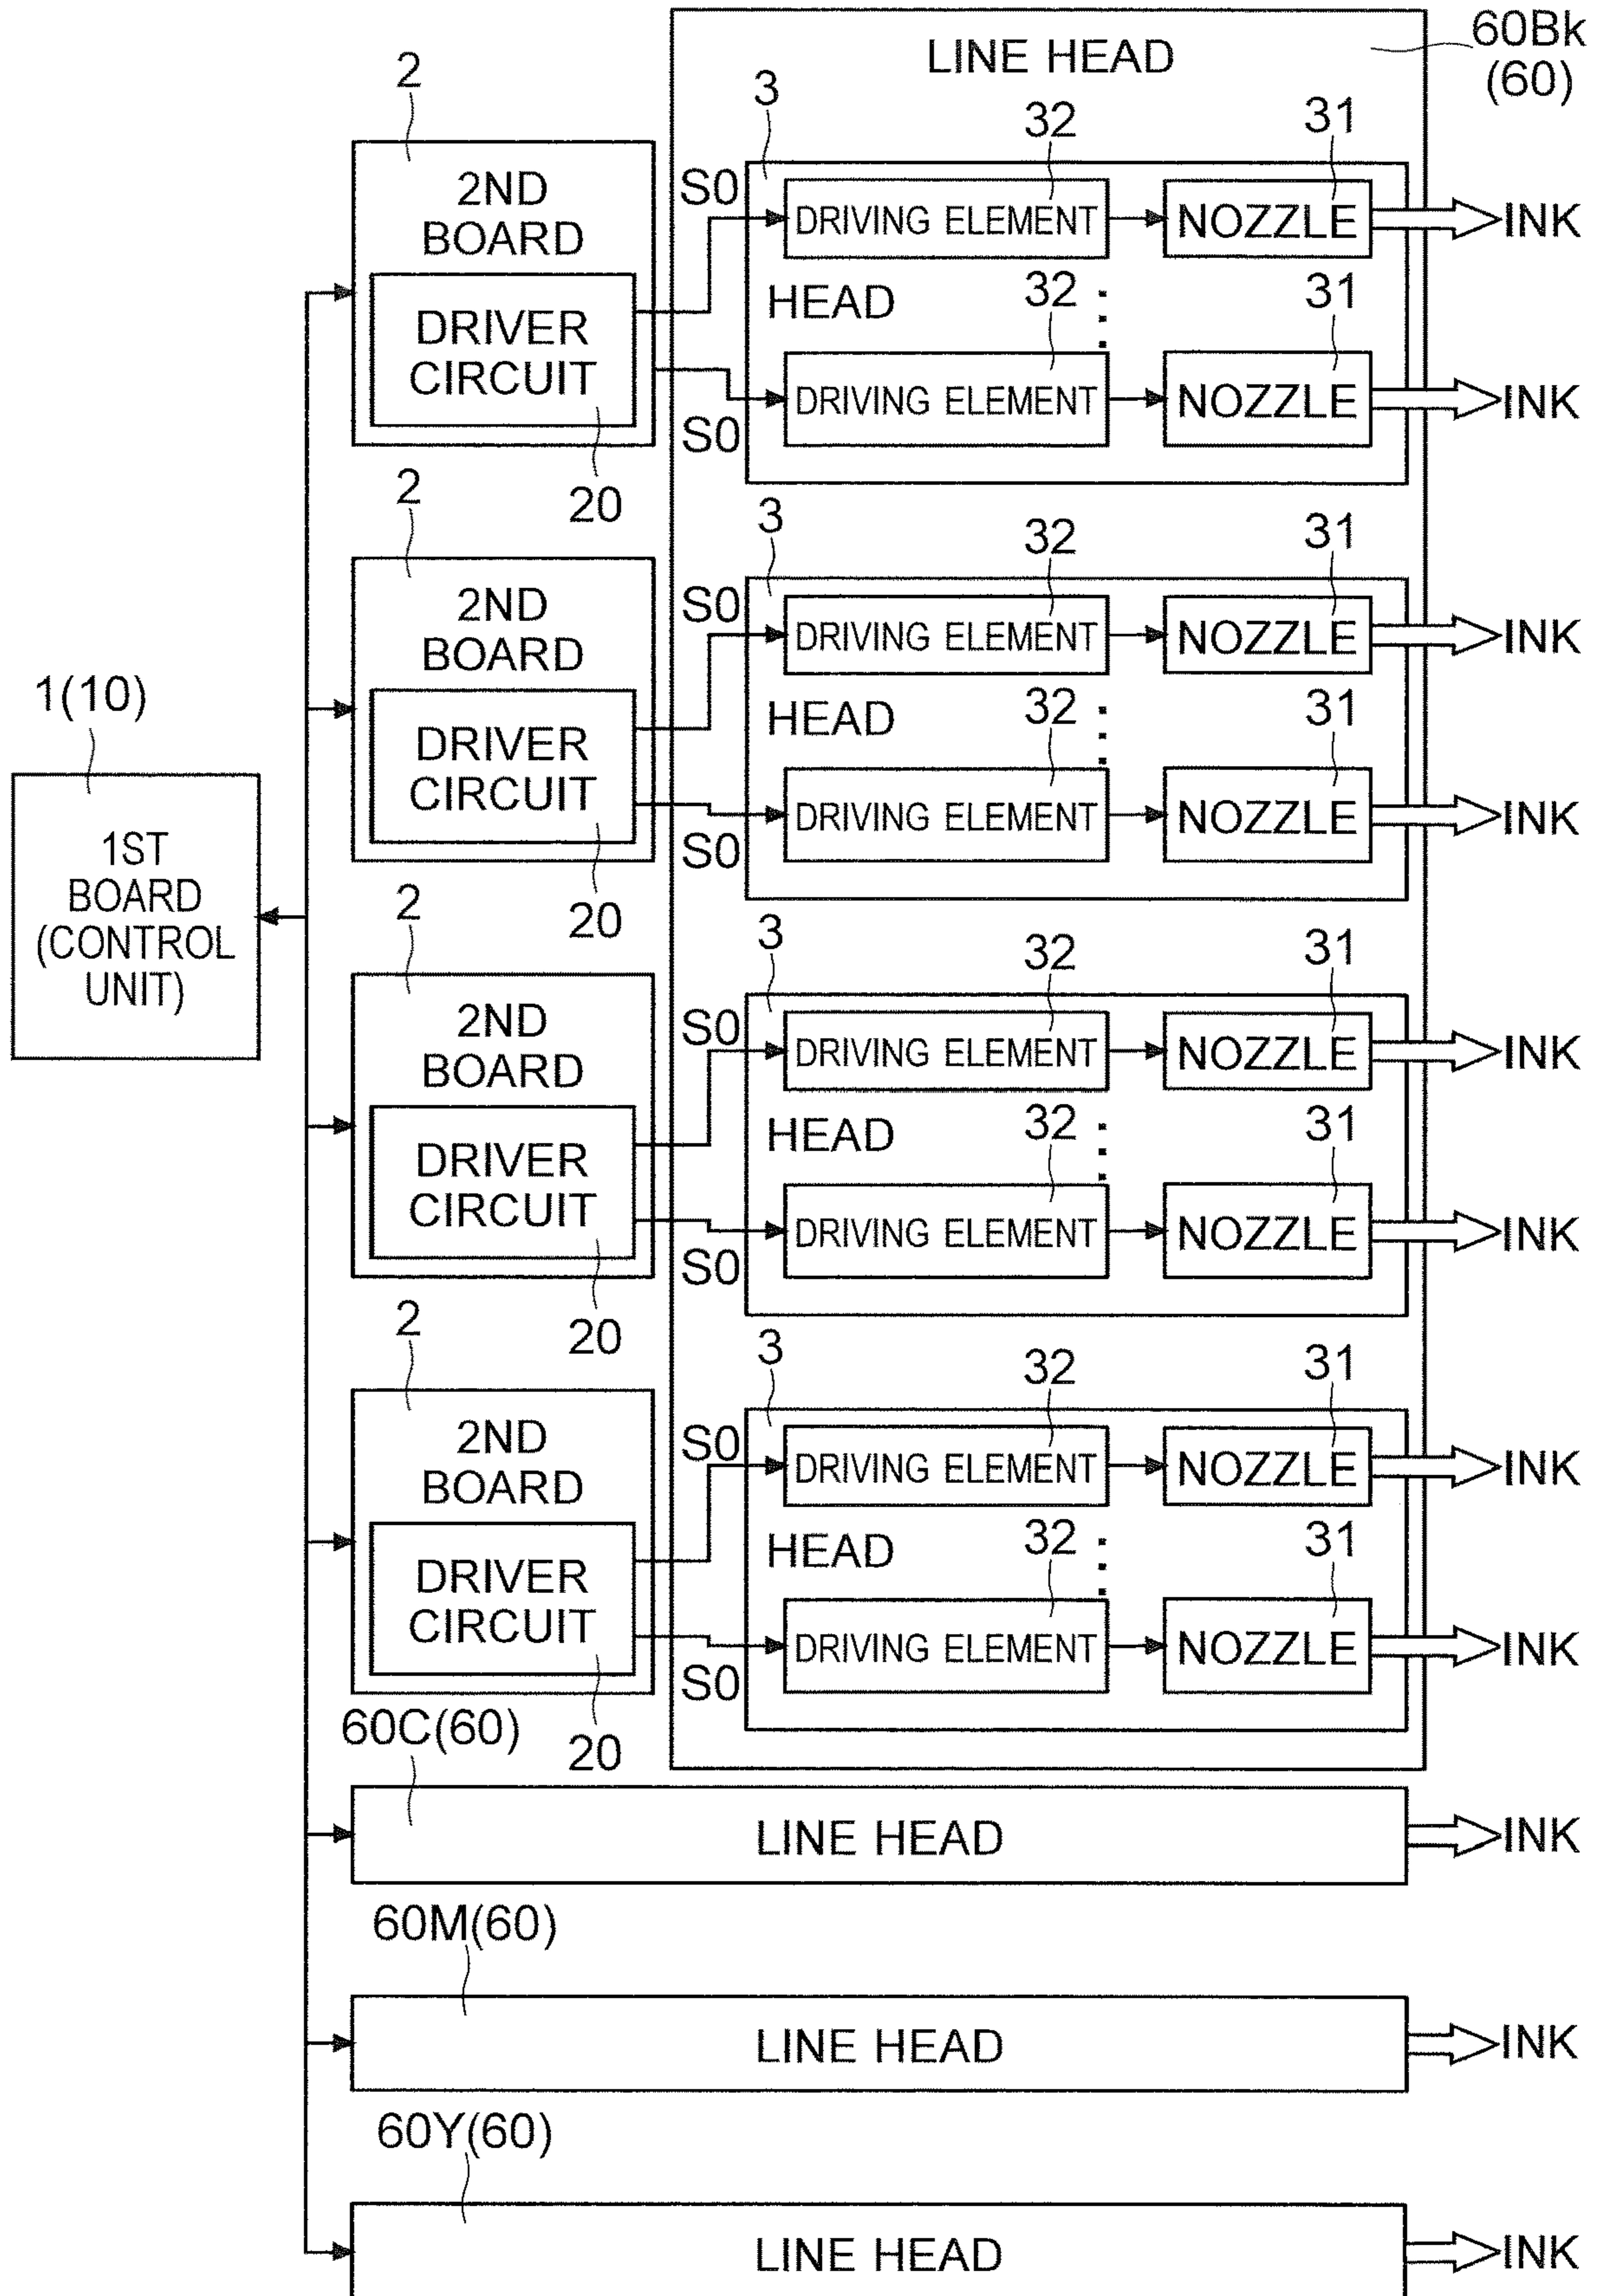 60Bk
(60)
LINE HEAD
2
3
32
31
2ND
BOARD
S0
DRIVING ELEMENT
NOZZLE
INK
HEAD
32
31
DRIVER
CIRCUIT
DRIVING ELEMENT
NOZZLE
INK
S0
20
2
3
32
31
2ND
BOARD
S0
DRIVING ELEMENT
NOZZLE
INK
HEAD
32
31
DRIVER
CIRCUIT
DRIVING ELEMENT
NOZZLE
INK
S0
20
1(10)
1ST
BOARD
(CONTROL
UNIT)
2
3
32
31
2ND
BOARD
S0
DRIVING ELEMENT
NOZZLE
INK
HEAD
32
31
DRIVER
CIRCUIT
DRIVING ELEMENT
NOZZLE
INK
S0
20
2
3
32
31
2ND
BOARD
S0
DRIVING ELEMENT
NOZZLE
INK
HEAD
32
31
DRIVER
CIRCUIT
DRIVING ELEMENT
NOZZLE
INK
S0
20
60C(60)
LINE HEAD
INK
60M(60)
LINE HEAD
INK
60Y(60)
LINE HEAD
INK